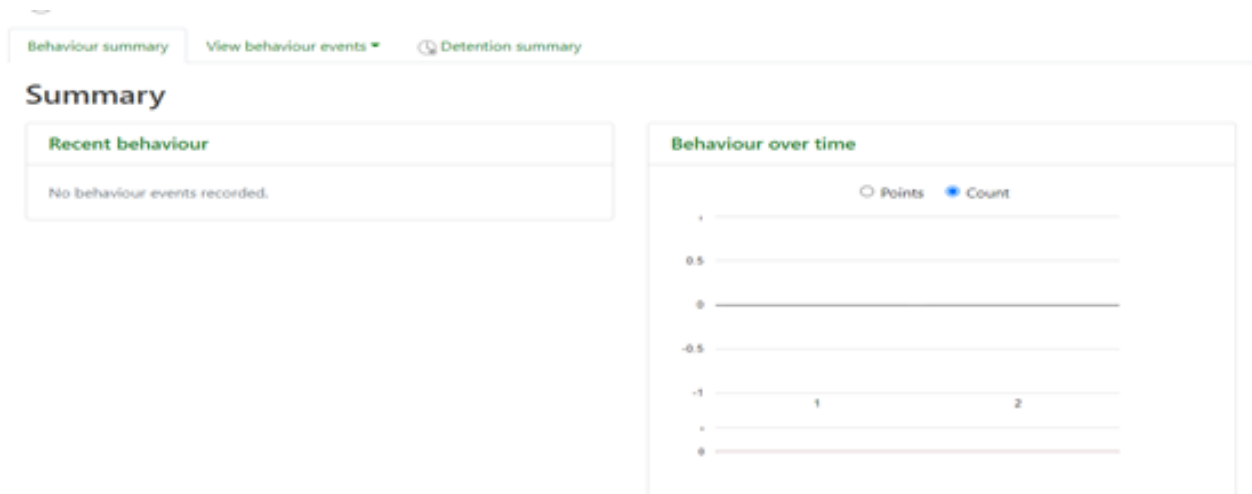 Behaviour summary View behaviour events Detention summary
Summary
Recent behaviour
No behaviour events recorded.
Behaviour over time
Points Count
0.5
0
-0.5
-1
1 2
0